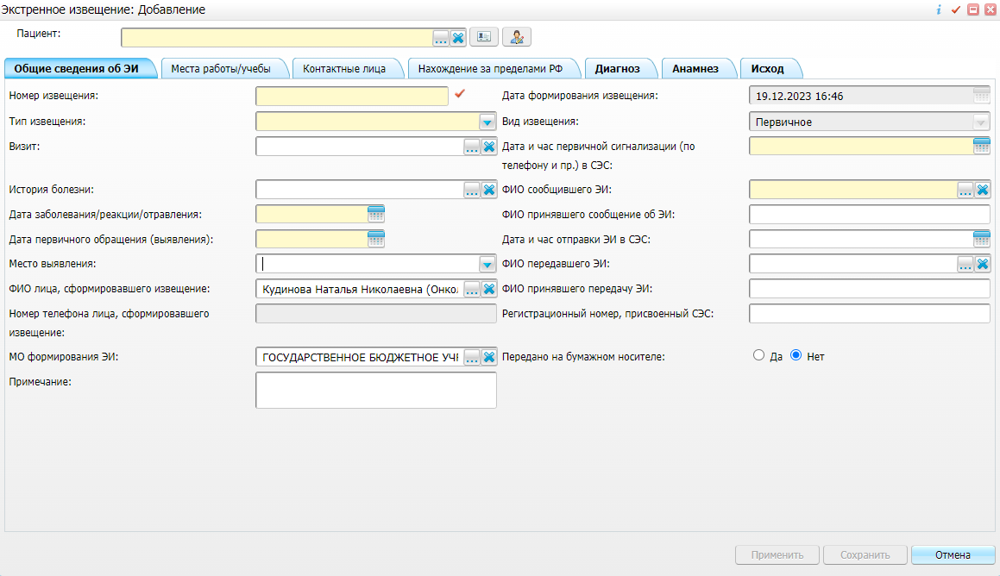 Экстренное извещение: Добавление
Пациент:
Общие сведения об ЭИ
Места работы/учебы
Контактные лица
Нахождение за пределами РФ
Диагноз
Анамнез
Исход
Номер извещения:
Дата формирования извещения:
19.12.2023 16:46
Тип извещения:
Вид извещения:
Первичное
Визит:
Дата и час первичной сигнализации (по
телефону и пр.) в СЭС:
История болезни:
ФИО сообщившего ЭИ:
Дата заболевания/реакции/отравления:
ФИО принявшего сообщение об ЭИ:
Дата первичного обращения (выявления):
Дата и час отправки ЭИ в СЭС:
Место выявления:
ФИО передавшего ЭИ:
ФИО лица, сформировавшего извещение:
Кудинова Наталья Николаевна (Онкол
ФИО принявшего передачу ЭИ:
Номер телефона лица, сформировавшего
извещение:
Регистрационный номер, присвоенный СЭС:
МО формирования ЭИ:
ГОСУДАРСТВЕННОЕ БЮДЖЕТНОЕ УЧР
Передано на бумажном носителе:
Да
Нет
Примечание:
Применить
Сохранить
Отмена